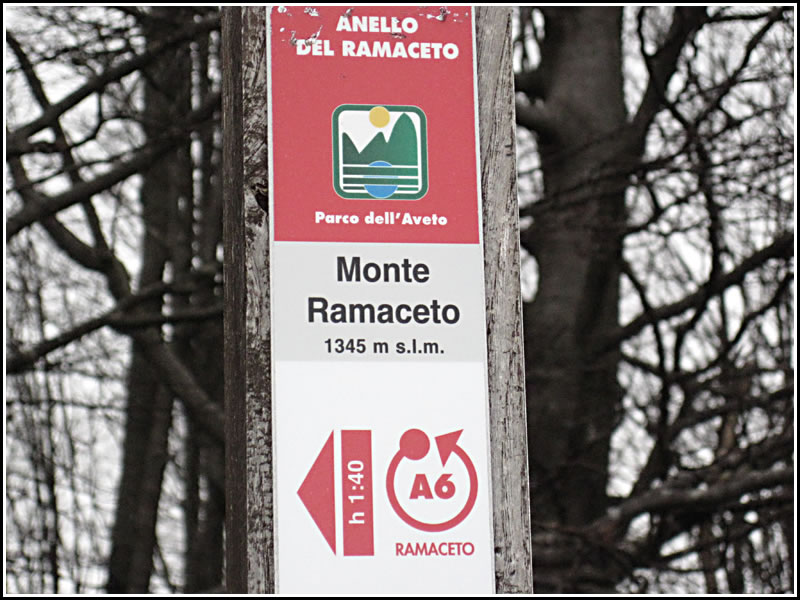 ANELLO
DEL RAMACETO
Parco dell'Aveto
Monte
Ramaceto
1345 m s.l.m.
h 1:40
A6
RAMACETO